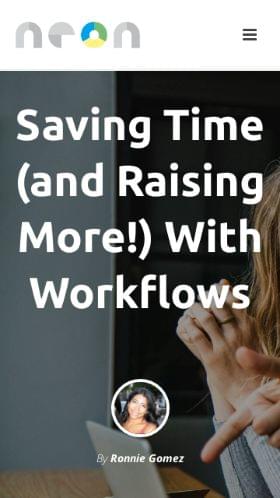 neon
Saving Time
(and Raising
More!) With
Workflows
By Ronnie Gomez